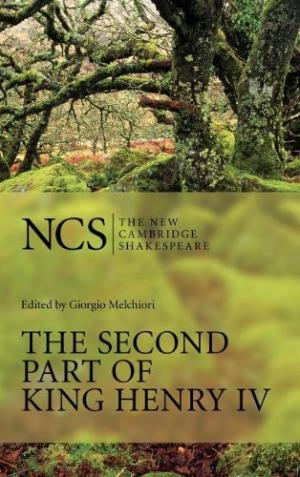 NCS
THE NEW
CAMBRIDGE
SHAKESPEARE
Edited by Giorgio Melchiori
THE SECOND
PART OF
KING HENRY IV